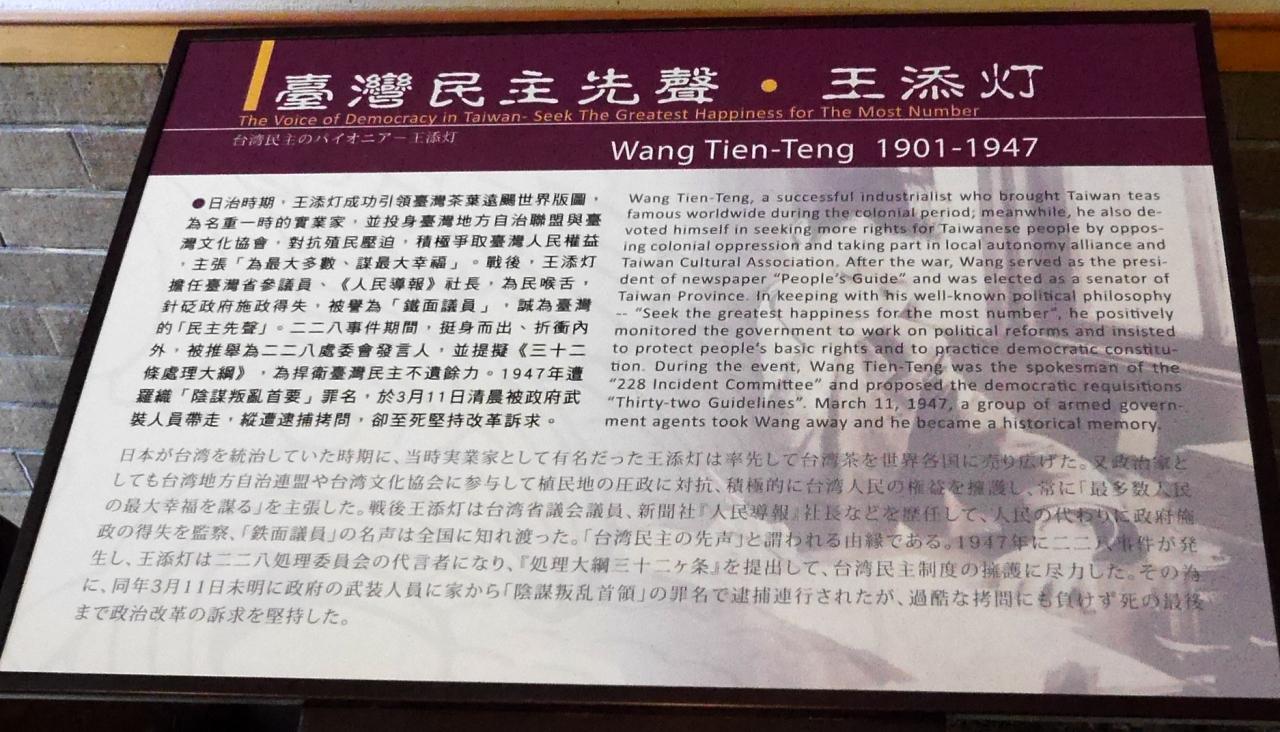 臺灣民主先聲・王添灯
The Voice of Democracy in Taiwan- Seek The Greatest Happiness for The Most Number
台湾民主のパイオニアー王添灯
Wang Tien-Teng 1901-1947
●日治時期，王添灯成功引領臺灣茶葉遠颺世界版圖，
為名重一時的實業家，並投身臺灣地方自治聯盟與臺
灣文化協會，對抗殖民壓迫，積極爭取臺灣人民權益
，主張「為最大多數、謀最大幸福」。戰後，王添灯
擔任臺灣省參議員、《人民導報》社長，為民喉舌，
針砭政府施政得失，被譽為「鐵面議員」，誠為臺灣
的「民主先聲」。二二八事件期間，挺身而出、折衝內
外，被推舉為二二八處委會發言人，並提擬《三十二
條處理大綱》，為捍衛臺灣民主不遺餘力。1947年遭
羅織「陰謀叛亂首要」罪名，於3月11日清晨被政府武
裝人員帶走，縱遭逮捕拷問，卻至死堅持改革訴求。
Wang Tien-Teng, a successful industrialist who brought Taiwan teas
famous worldwide during the colonial period; meanwhile, he also de-
voted himself in seeking more rights for Taiwanese people by oppos-
ing colonial oppression and taking part in local autonomy alliance and
Taiwan Cultural Association. After the war, Wang served as the presi-
dent of newspaper “People's Guide” and was elected as a senator of
Taiwan Province. In keeping with his well-known political philosophy
-- “Seek the greatest happiness for the most number”, he positively
monitored the government to work on political reforms and insisted
to protect people's basic rights and to practice democratic constitu-
tion. During the event, Wang Tien-Teng was the spokesman of the
“228 Incident Committee” and proposed the democratic requisitions
“Thirty-two Guidelines”. March 11, 1947, a group of armed govern-
ment agents took Wang away and he became a historical memory.
日本が台湾を統治していた時期に、当時実業家として有名だった王添灯は率先して台湾茶を世界各国に売り広げた。又政治家と
しても台湾地方自治連盟や台湾文化協会に参与して植民地の圧政に対抗、積極的に台湾人民の権益を擁護し、常に「最多数人民
の最大幸福を謀る」を主張した。戦後王添灯は台湾省議会議員、新聞社『人民導報』社長などを歴任して、人民の代わりに政府施
政の得失を監察、「鉄面議員」の名声は全国に知れ渡った。「台湾民主の先声」と謂われる由縁である。1947年に二二八事件が発
生し、王添灯は二二八処理委員会の代言者になり、『処理大綱三十二ヶ条』を提出して、台湾民主制度の擁護に尽力した。その為
に、同年3月11日未明に政府の武装人員に家から「陰謀叛乱首領」の罪名で逮捕連行されたが、過酷な拷問にも負けず死の最後
まで政治改革の訴求を堅持した。